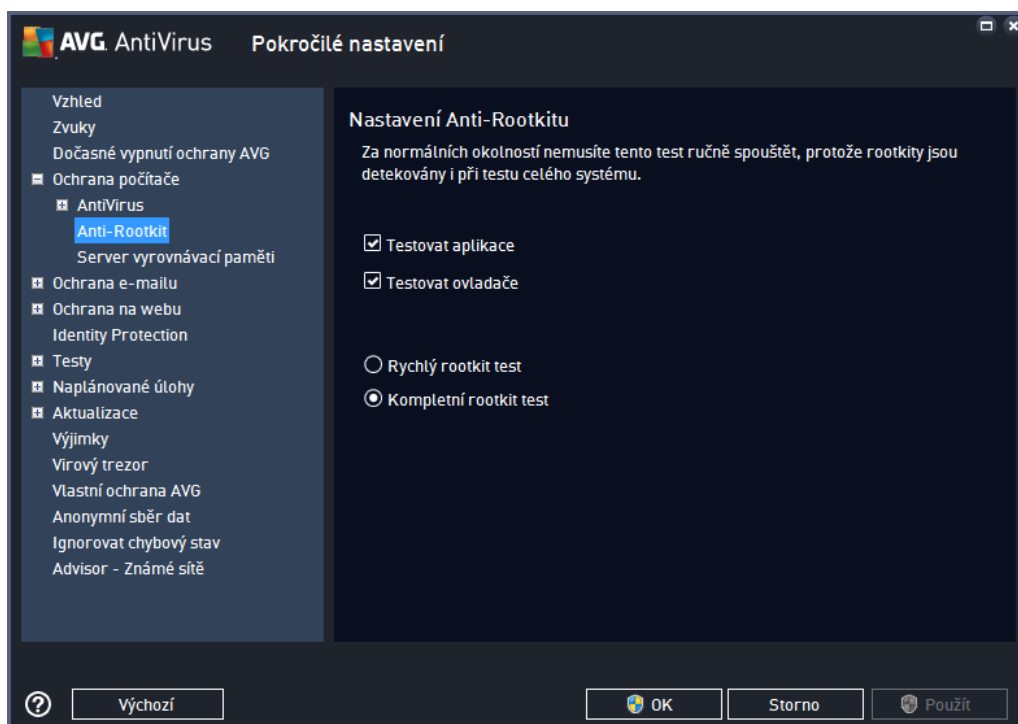 AVG. AntiVirus Pokročilé nastavení
Vzhled
Zvuky
Dočasné vypnutí ochrany AVG
Ochrana počítače
AntiVirus
Anti-Rootkit
Server vyrovnávací paměti
Ochrana e-mailu
Ochrana na webu
Identity Protection
Testy
Naplánované úlohy
Aktualizace
Výjimky
Virový trezor
Vlastní ochrana AVG
Anonymní sběr dat
Ignorovat chybový stav
Advisor - Známé sítě
Nastavení Anti-Rootkitu
Za normálních okolností nemusíte tento test ručně spouštět, protože rootkity jsou
detekovány i při testu celého systému.
Testovat aplikace
Testovat ovladače
Rychlý rootkit test
Kompletní rootkit test
? Výchozí OK Storno Použít